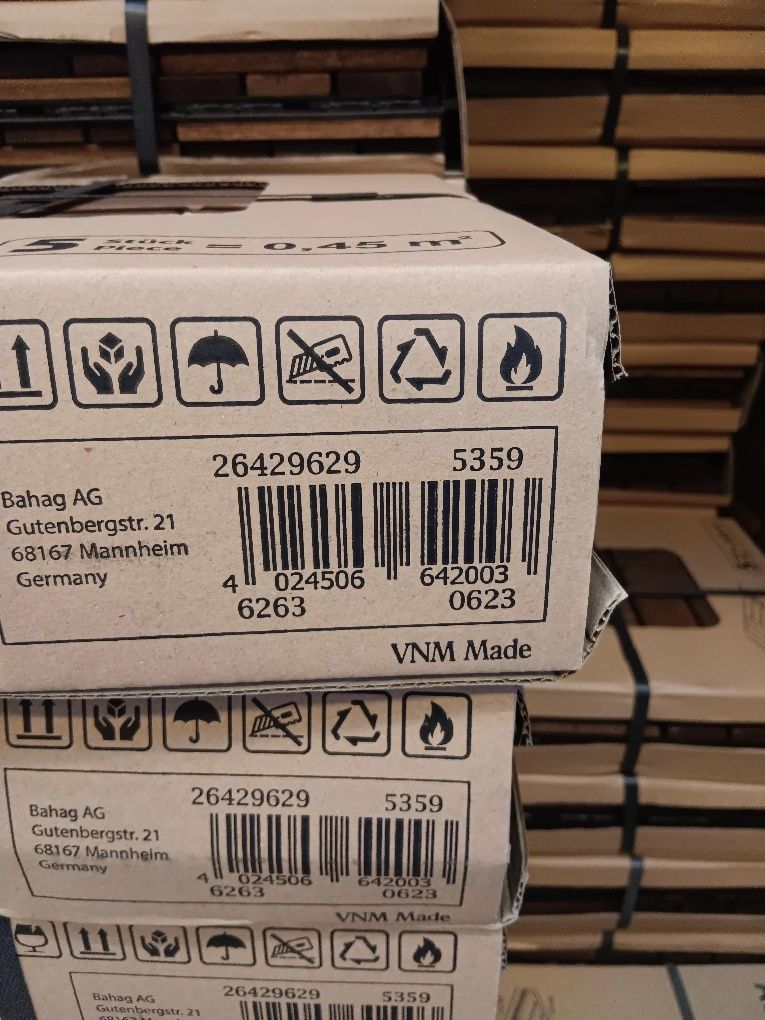 5 Stück
Piece = 0,45 m²
26429629 5359
Bahag AG
Gutenbergstr. 21
68167 Mannheim
Germany
4 024506 642003
6263 0623
VNM Made
26429629 5359
Bahag AG
Gutenbergstr. 21
68167 Mannheim
Germany
4 024506 642003
6263 0623
VNM Made
26429629 5359
Bahag AG
Gutenbergstr. 21
68167 Mannheim